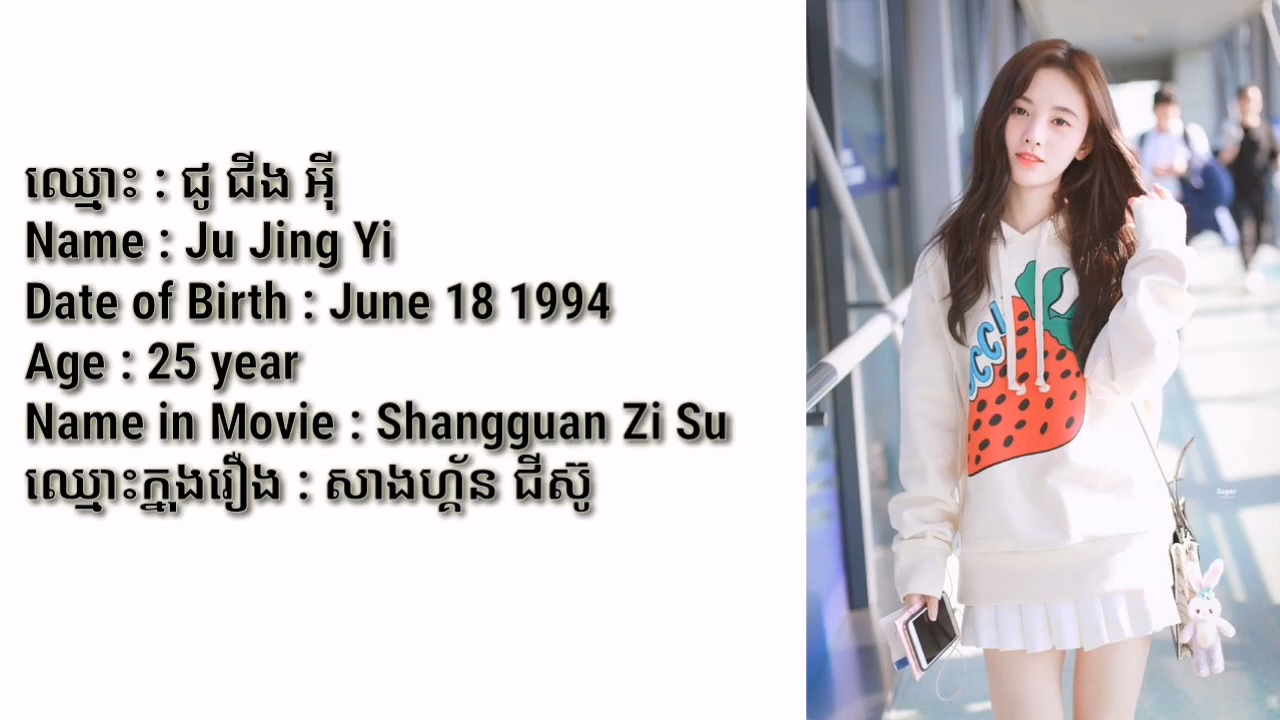 ឈ្មោះ : ជូ ជីង អ៊ី
Name : Ju Jing Yi
Date of Birth : June 18 1994
Age : 25 year
Name in Movie : Shangguan Zi Su
ឈ្មោះក្នុងរឿង : សាងហ្គ័ន ជីស៊ូ